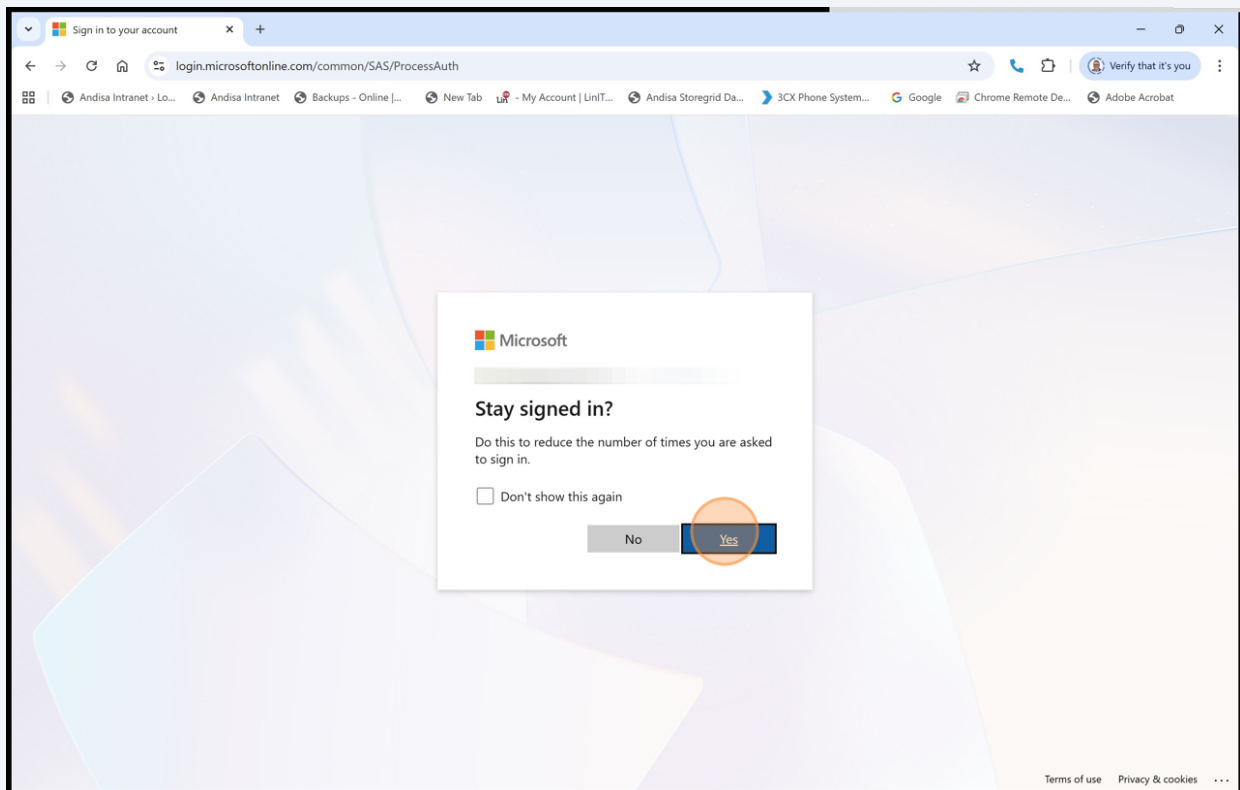 Sign in to your account
login.microsoftonline.com/common/SAS/ProcessAuth
Verify that it's you
Andisa Intranet › Lo...
Andisa Intranet
Backups - Online |...
New Tab
- My Account | LinIT...
Andisa Storegrid Da...
3CX Phone System...
Google
Chrome Remote De...
Adobe Acrobat
Microsoft
Stay signed in?
Do this to reduce the number of times you are asked
to sign in.
Don't show this again
No
Yes
Terms of use
Privacy & cookies
...